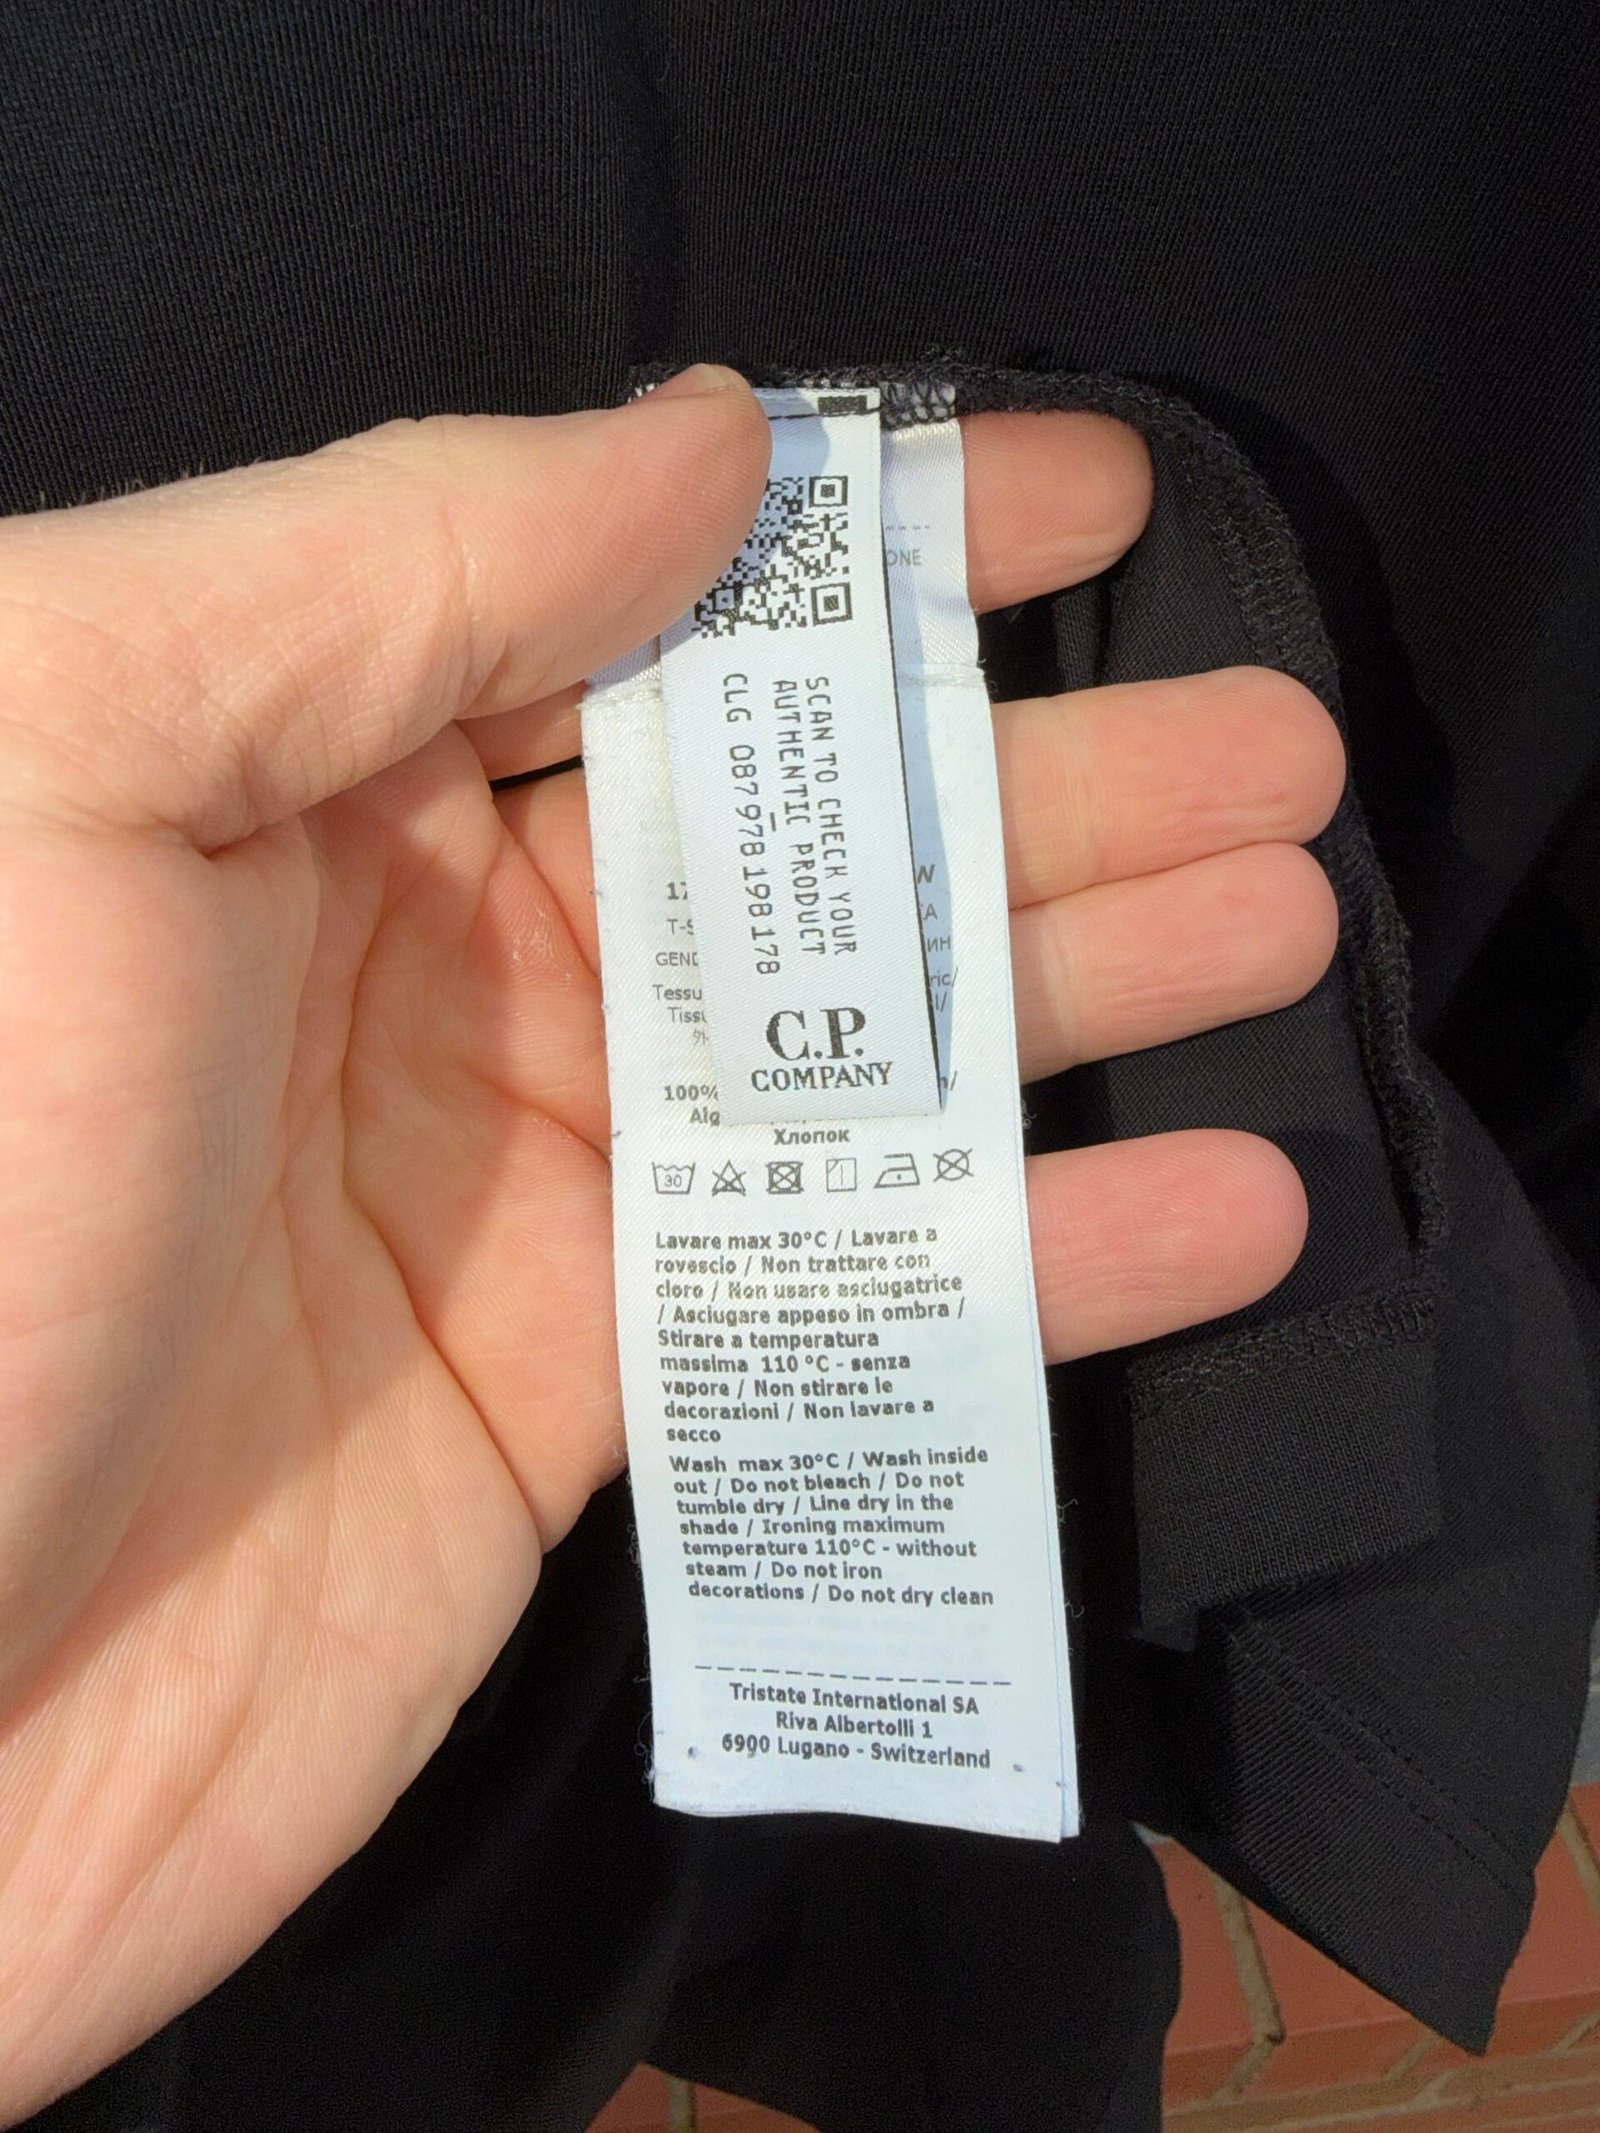 SCAN TO CHECK YOUR
AUTHENTIC PRODUCT
CLG 087978198178
C.P.
COMPANY
ONE
100%
Хлопок
30
Lavare max 30°C / Lavare a
rovescio / Non trattare con
cloro / Non usare asciugatrice
/ Asciugare appeso in ombra /
Stirare a temperatura
massima 110 °C - senza
vapore / Non stirare le
decorazioni / Non lavare a
secco
Wash max 30°C / Wash inside
out / Do not bleach / Do not
tumble dry / Line dry in the
shade / Ironing maximum
temperature 110°C - without
steam / Do not iron
decorations / Do not dry clean
Tristate International SA
Riva Albertolli 1
6900 Lugano - Switzerland